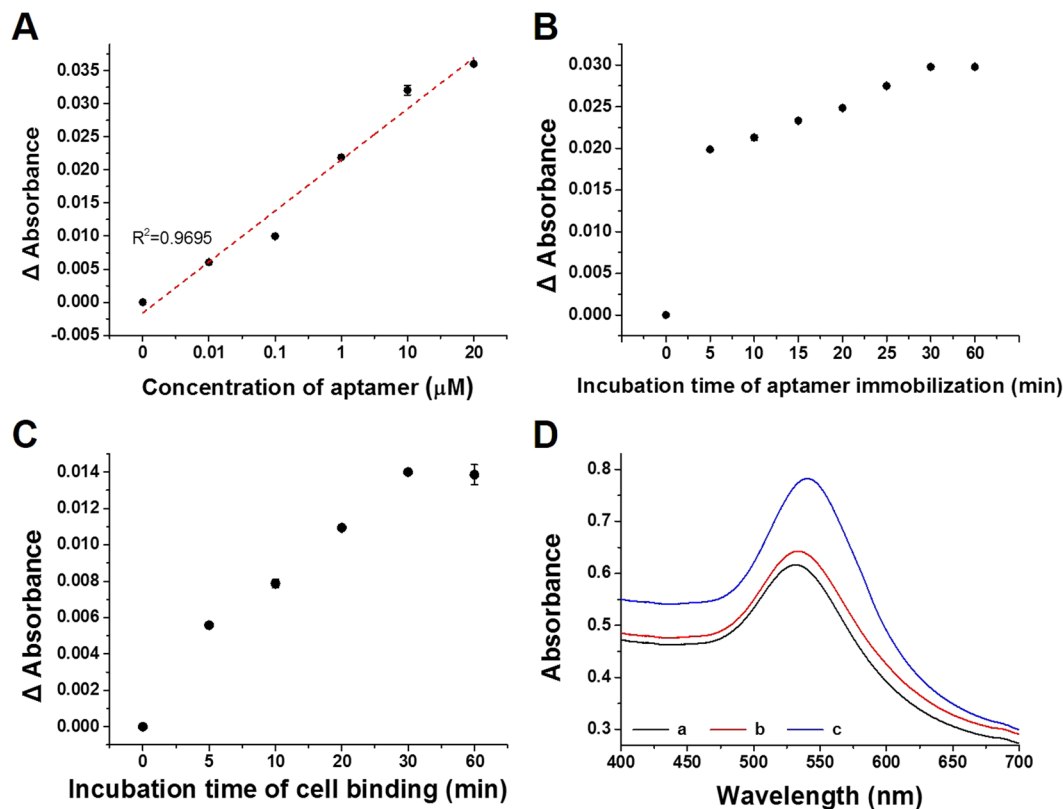 A
Δ Absorbance
0.035
0.030
0.025
0.020
0.015
0.010
0.005
0.000
-0.005
R²=0.9695
0 0.01 0.1 1 10 20
Concentration of aptamer (μM)
B
Δ Absorbance
0.030
0.025
0.020
0.015
0.010
0.005
0.000
0 5 10 15 20 25 30 60
Incubation time of aptamer immobilization (min)
C
Δ Absorbance
0.014
0.012
0.010
0.008
0.006
0.004
0.002
0.000
0 5 10 20 30 60
Incubation time of cell binding (min)
D
Absorbance
0.8
0.7
0.6
0.5
0.4
0.3
a b c
400 450 500 550 600 650 700
Wavelength (nm)